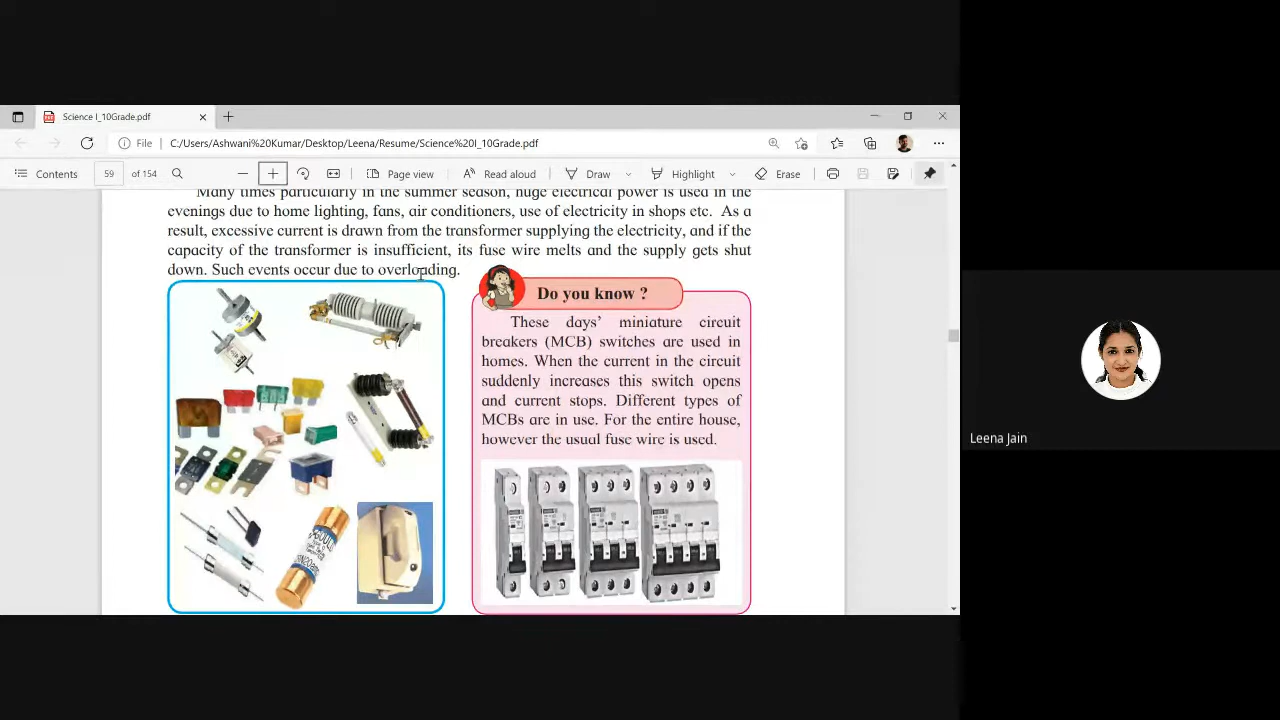 Science I_10Grade.pdf
File
C:/Users/Ashwani%20Kumar/Desktop/Leena/Resume/Science%20I_10Grade.pdf
Contents
59
of 154
Page view
Read aloud
Draw
Highlight
Erase
Many times particularly in the summer season, huge electrical power is used in the
evenings due to home lighting, fans, air conditioners, use of electricity in shops etc. As a
result, excessive current is drawn from the transformer supplying the electricity, and if the
capacity of the transformer is insufficient, its fuse wire melts and the supply gets shut
down. Such events occur due to overloading.
Do you know ?
These days' miniature circuit
breakers (MCB) switches are used in
homes. When the current in the circuit
suddenly increases this switch opens
and current stops. Different types of
MCBs are in use. For the entire house,
however the usual fuse wire is used.
Leena Jain